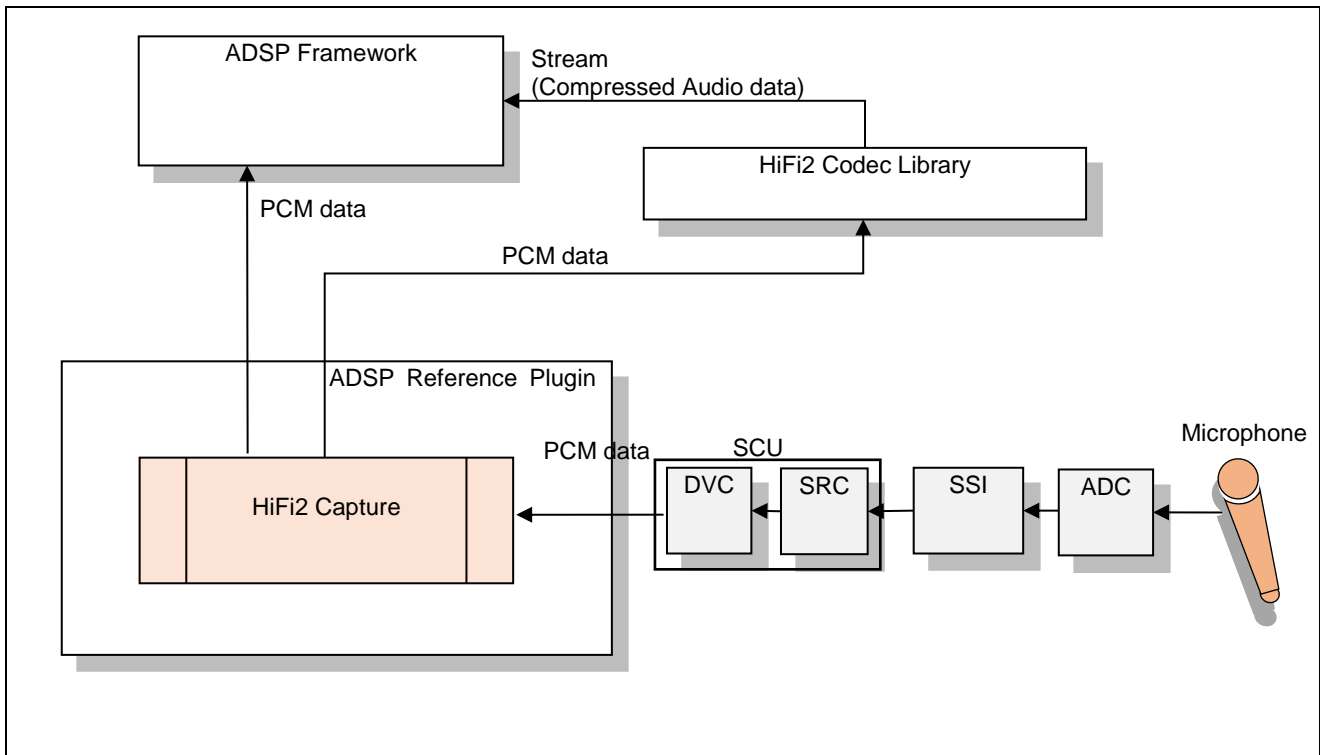 ADSP Framework
Stream
(Compressed Audio data)
HiFi2 Codec Library
PCM data
PCM data
ADSP Reference Plugin
Microphone
PCM data
SCU
DVC
SRC
SSI
ADC
HiFi2 Capture